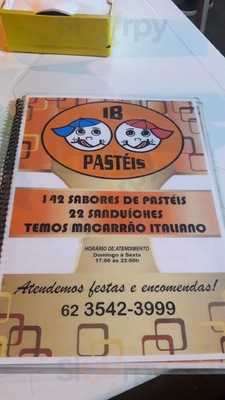 IB
PASTÉIS
142 SABORES DE PASTÉIS
22 SANDUÍCHES
TEMOS MACARRÃO ITALIANO
HORÁRIO DE ATENDIMENTO
Domingo à Sexta
17:00 às 23:00h
Atendemos festas e encomendas!
62 3542-3999